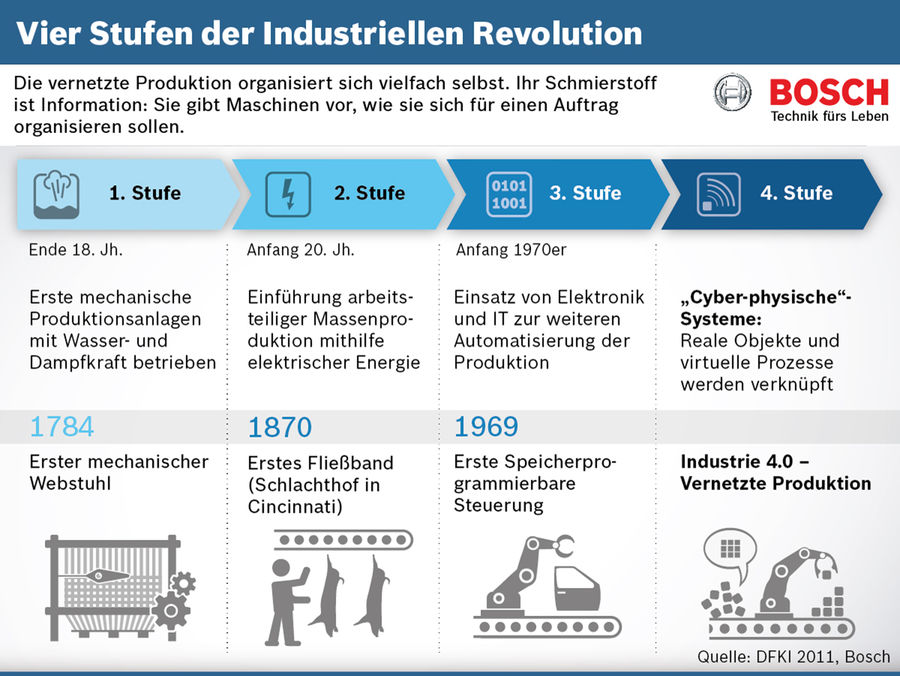 Vier Stufen der Industriellen Revolution
Die vernetzte Produktion organisiert sich vielfach selbst. Ihr Schmierstoff
ist Information: Sie gibt Maschinen vor, wie sie sich für einen Auftrag
organisieren sollen.
BOSCH
Technik fürs Leben
1. Stufe
2. Stufe
0101
1001
3. Stufe
4. Stufe
Ende 18. Jh.
Anfang 20. Jh.
Anfang 1970er
Erste mechanische
Produktionsanlagen
mit Wasser- und
Dampfkraft betrieben
Einführung arbeits-
teiliger Massenpro-
duktion mithilfe
elektrischer Energie
Einsatz von Elektronik
und IT zur weiteren
Automatisierung der
Produktion
„Cyber-physische“-
Systeme:
Reale Objekte und
virtuelle Prozesse
werden verknüpft
1784
1870
1969
Erster mechanischer
Webstuhl
Erstes Fließband
(Schlachthof in
Cincinnati)
Erste Speicherpro-
grammierbare
Steuerung
Industrie 4.0 –
Vernetzte Produktion
Quelle: DFKI 2011, Bosch